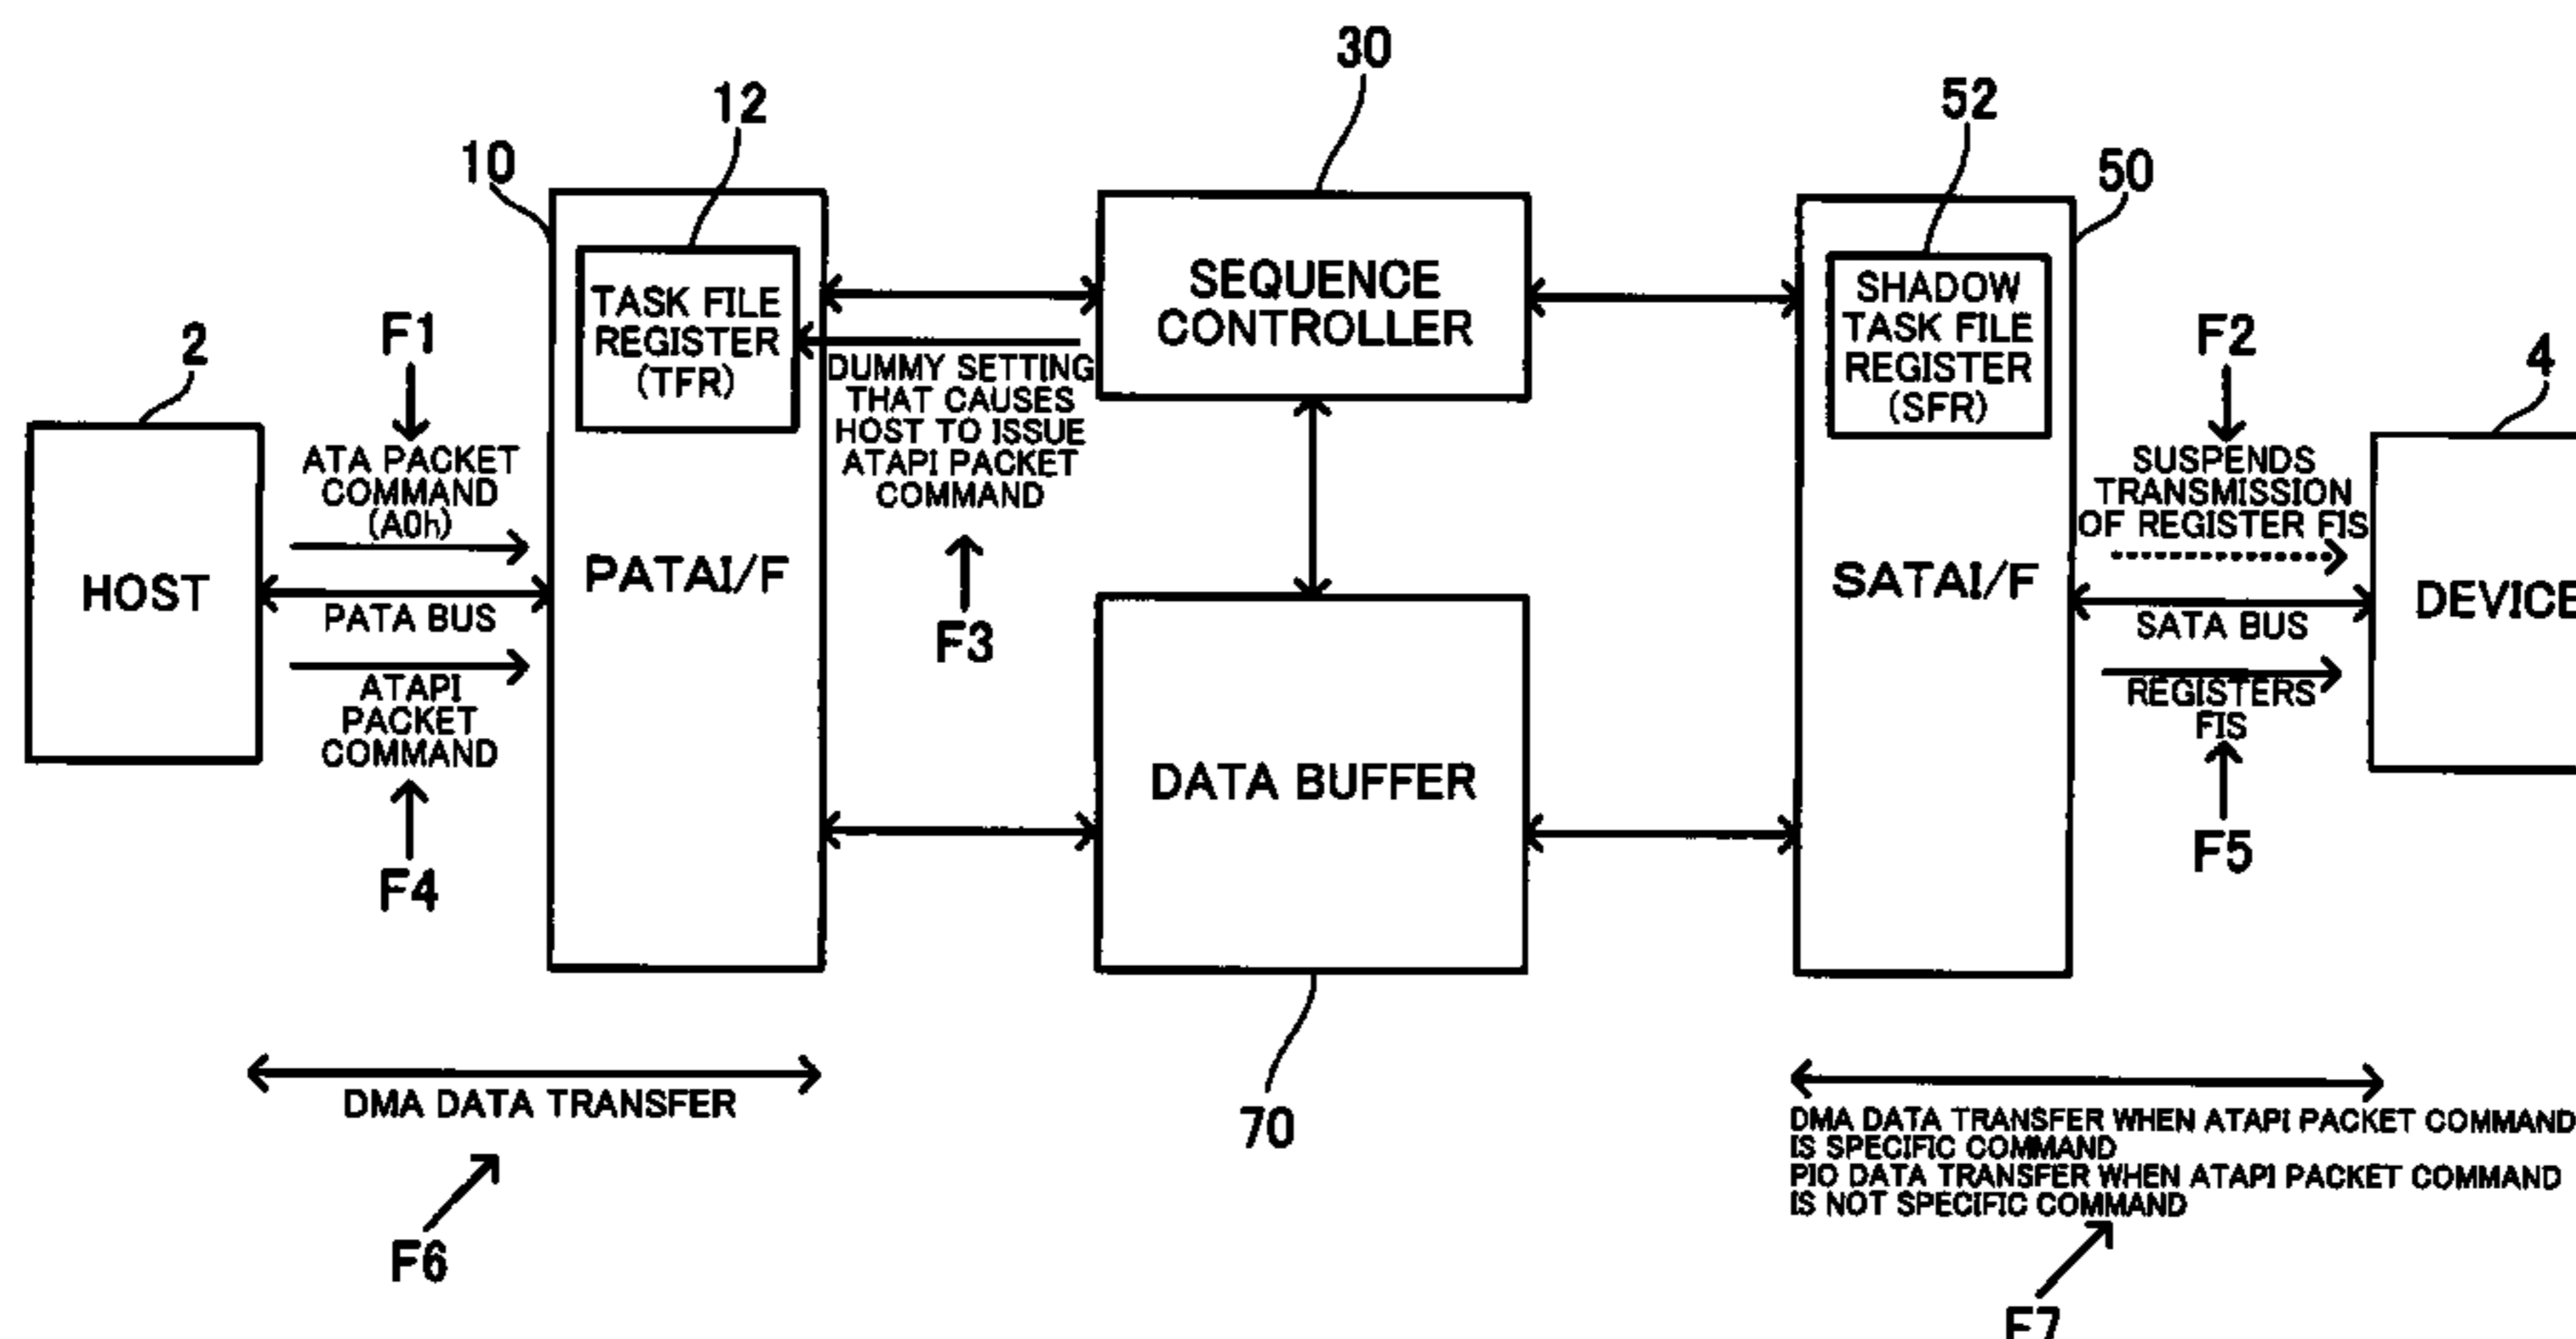 30
12
52
10
50
SEQUENCE
CONTROLLER
TASK FILE
REGISTER
(TFR)
SHADOW
TASK FILE
REGISTER
(SFR)
2
F1
F2
4
DUMMY SETTING
THAT CAUSES
HOST TO ISSUE
ATAPI PACKET
COMMAND
ATA PACKET
COMMAND
(A0h)
SUSPENDS
TRANSMISSION
OF REGISTER FIS
HOST
PATA BUS
PATAI/F
F3
SATAI/F
SATA BUS
DEVICE
ATAPI
PACKET
COMMAND
REGISTERS
FIS
DATA BUFFER
F4
F5
DMA DATA TRANSFER
70
DMA DATA TRANSFER WHEN ATAPI PACKET COMMAND
IS SPECIFIC COMMAND
PIO DATA TRANSFER WHEN ATAPI PACKET COMMAND
IS NOT SPECIFIC COMMAND
F6
F7